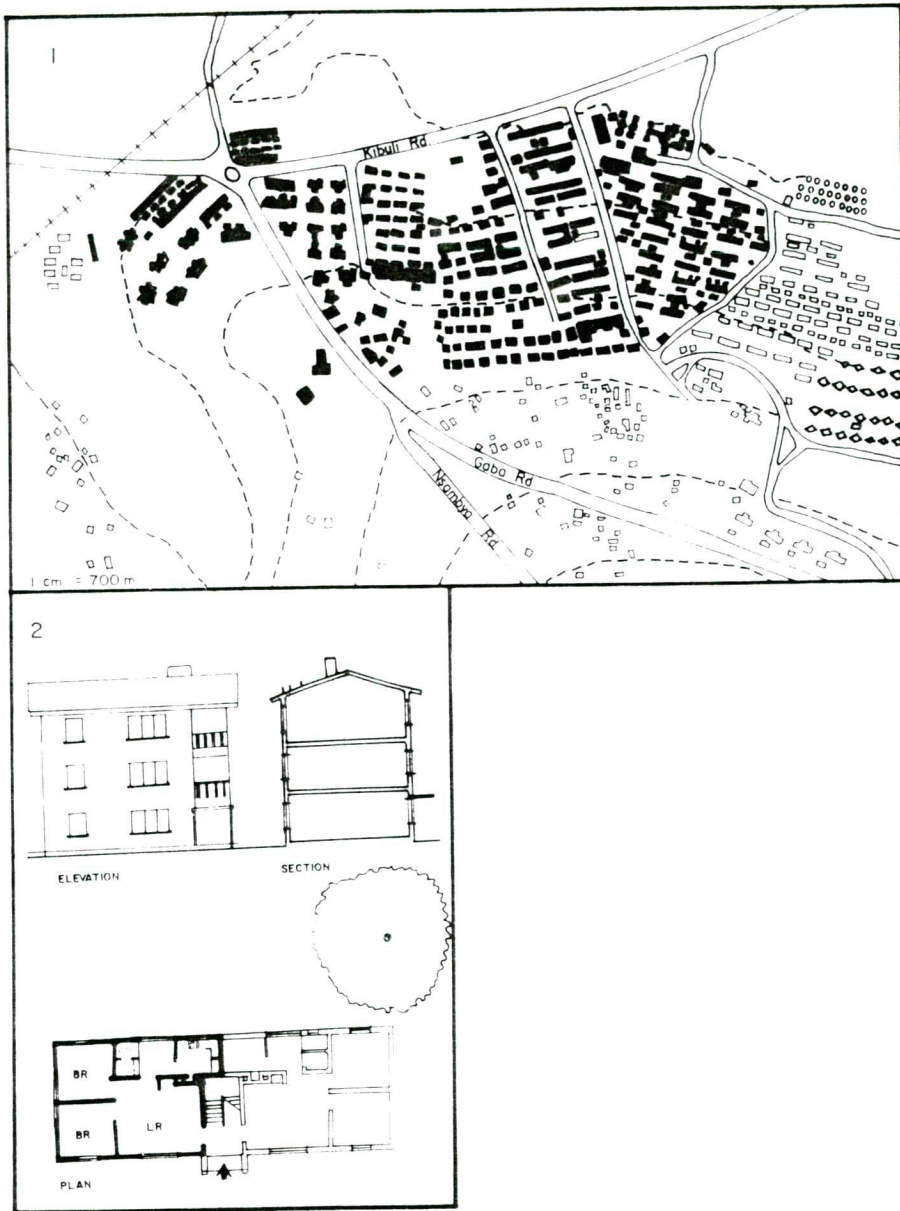 1
Kibuli Rd
Gaba Rd
Nsambya Rd
1 cm = 700 m
2
ELEVATION
SECTION
BR
BR
LR
PLAN